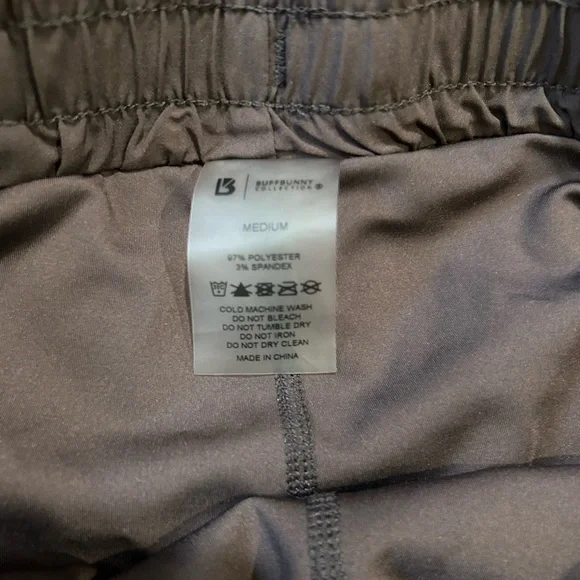 BUFFBUNNY
COLLECTION ®
MEDIUM
97% POLYESTER
3% SPANDEX
COLD MACHINE WASH
DO NOT BLEACH
DO NOT TUMBLE DRY
DO NOT IRON
DO NOT DRY CLEAN
MADE IN CHINA